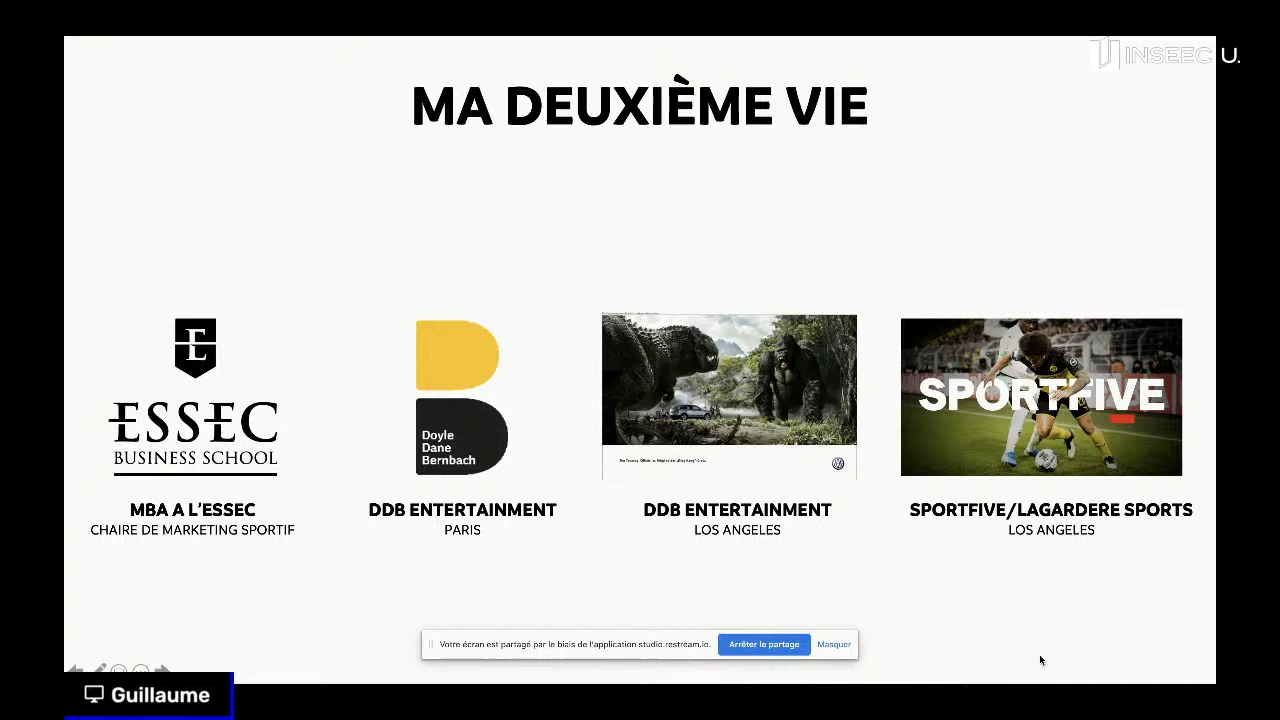 INSEEC U.
MA DEUXIÈME VIE
E
ESSEC
BUSINESS SCHOOL
MBA A L'ESSEC
CHAIRE DE MARKETING SPORTIF
Doyle
Dane
Bernbach
DDB ENTERTAINMENT
PARIS
DDB ENTERTAINMENT
LOS ANGELES
SPORTFIVE
SPORTFIVE/LAGARDERE SPORTS
LOS ANGELES
Votre écran est partagé par le biais de l'application studio.restream.io.
Arrêter le partage
Masquer
Guillaume